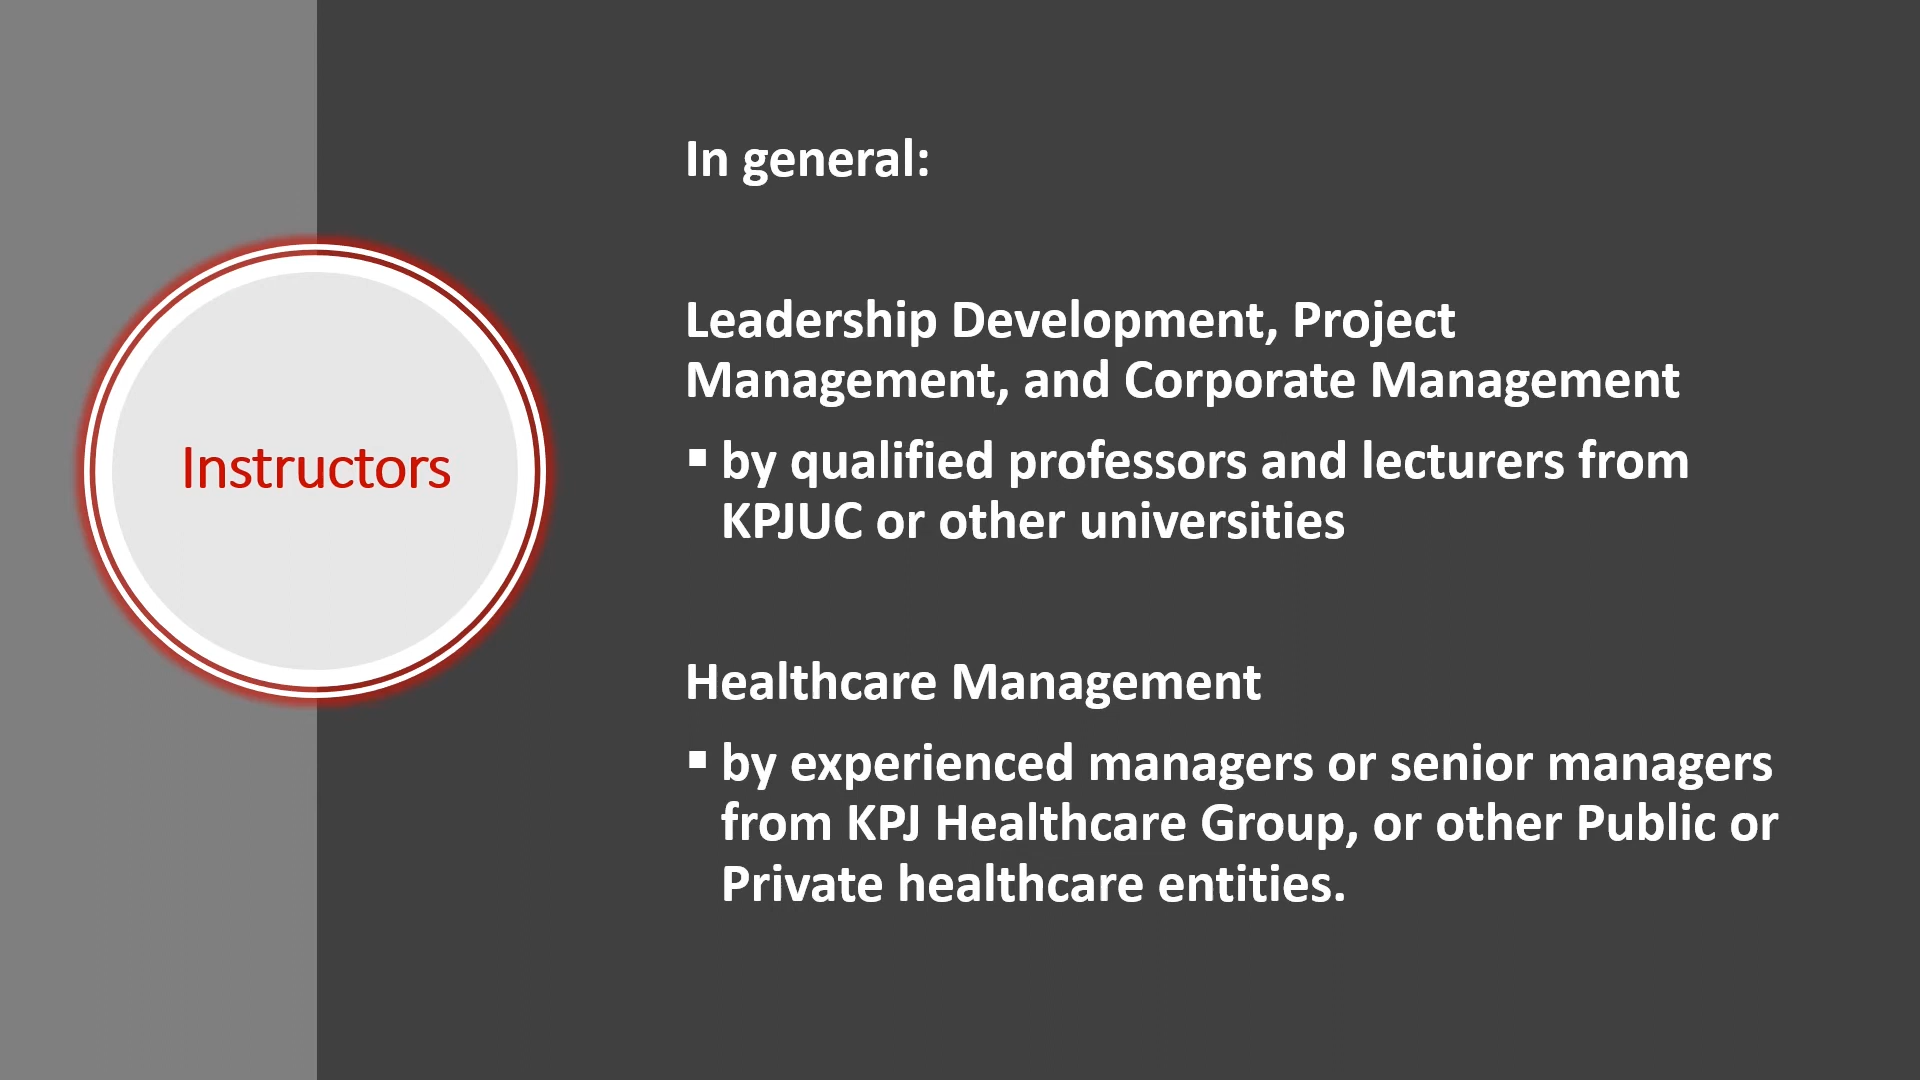 Instructors
In general:
Leadership Development, Project
Management, and Corporate Management
▪ by qualified professors and lecturers from
KPJUC or other universities
Healthcare Management
▪ by experienced managers or senior managers
from KPJ Healthcare Group, or other Public or
Private healthcare entities.